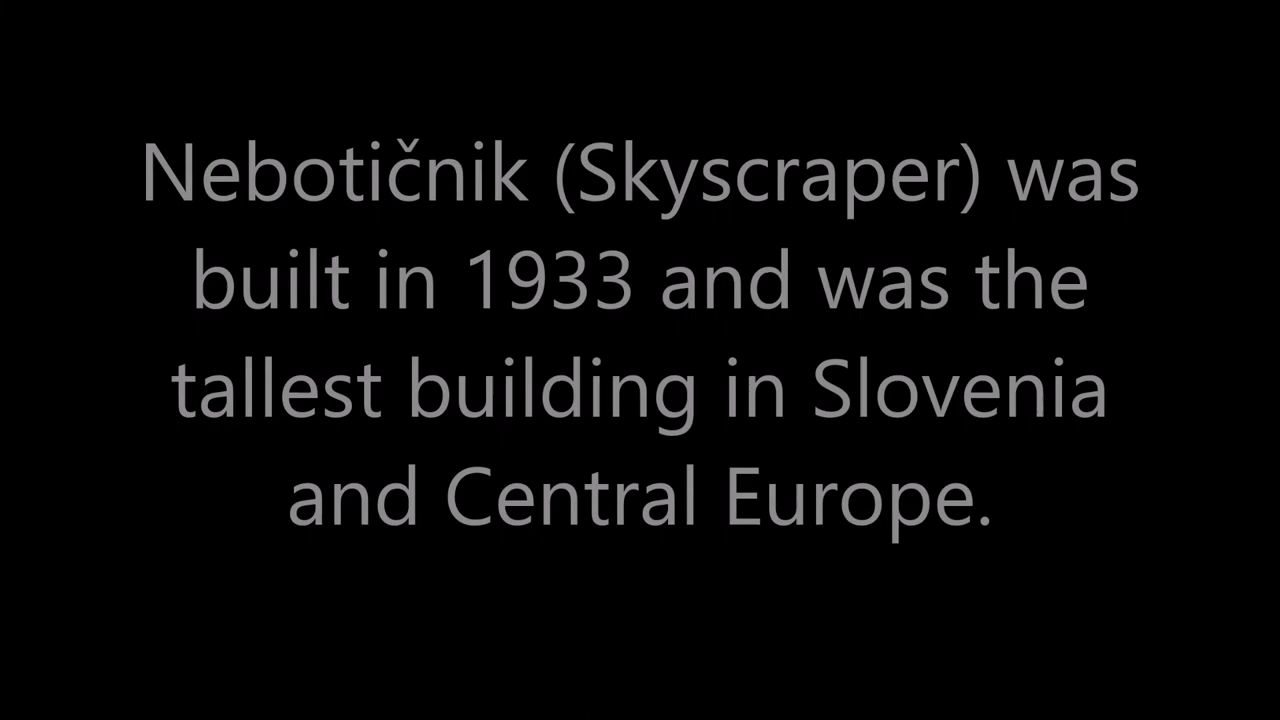 Nebotičnik (Skyscraper) was
built in 1933 and was the
tallest building in Slovenia
and Central Europe.